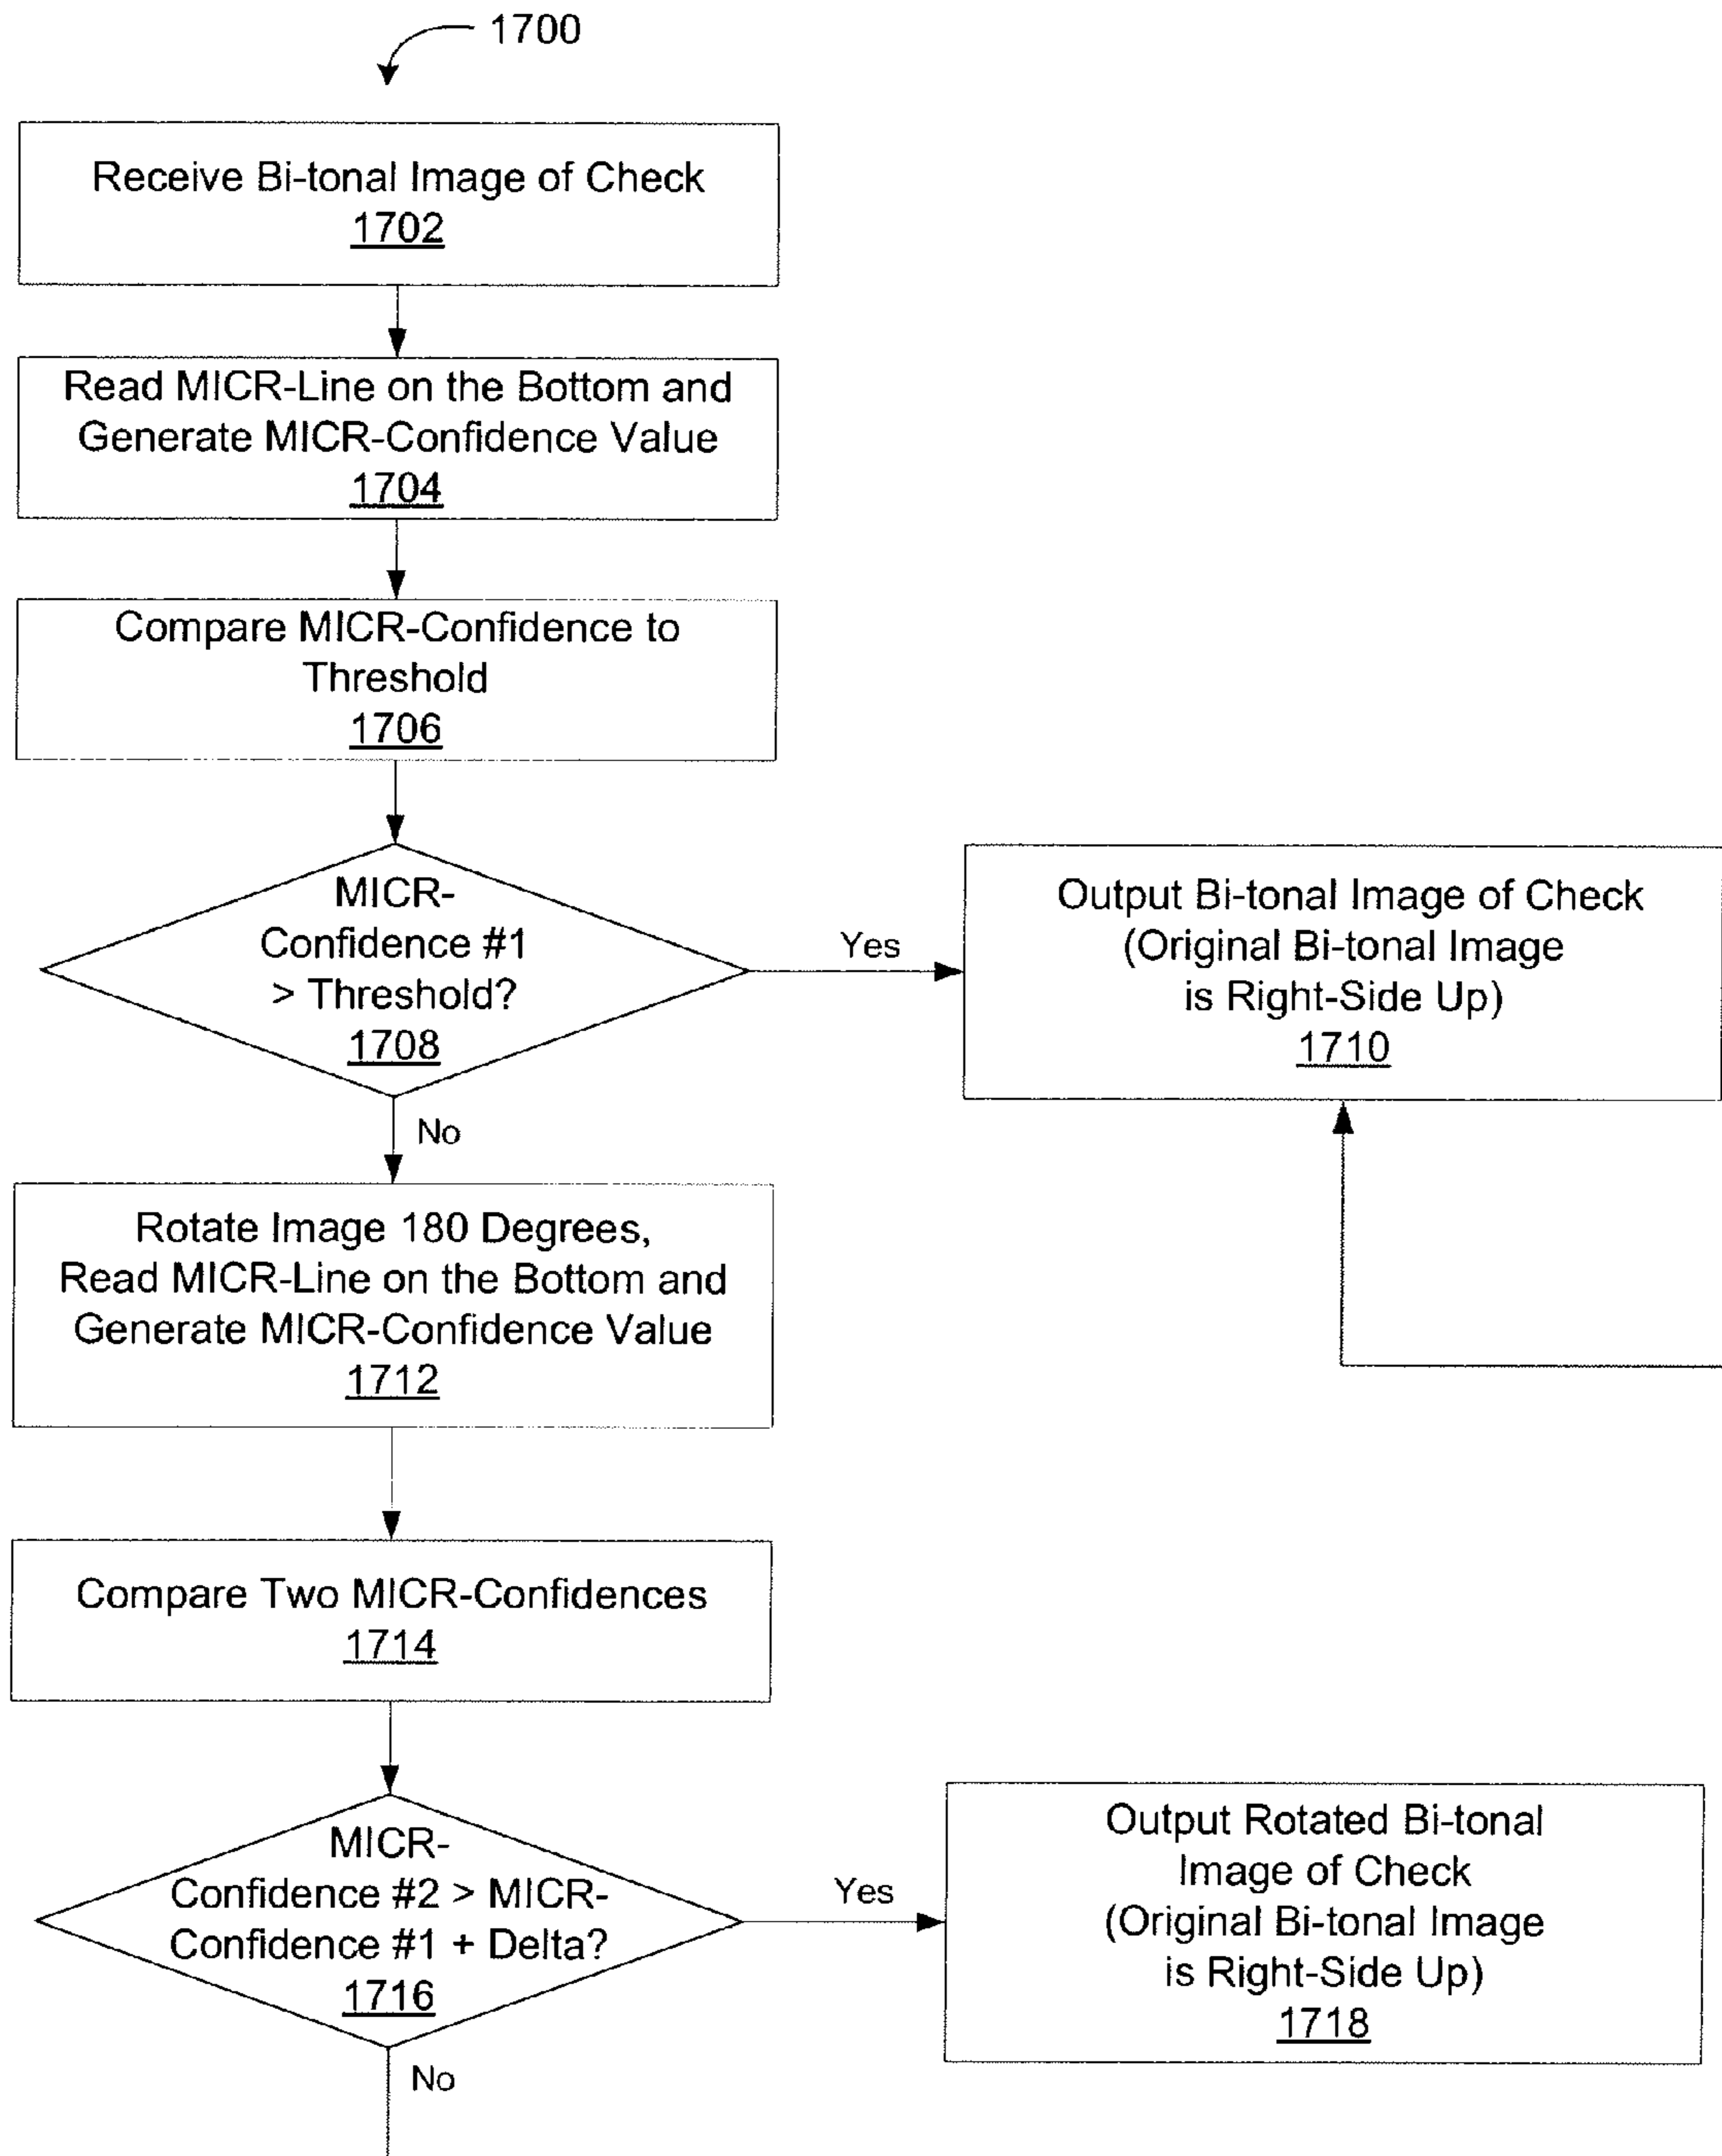 1700
Receive Bi-tonal Image of Check
1702
Read MICR-Line on the Bottom and
Generate MICR-Confidence Value
1704
Compare MICR-Confidence to
Threshold
1706
MICR-
Confidence #1
> Threshold?
1708
Yes
Output Bi-tonal Image of Check
(Original Bi-tonal Image
is Right-Side Up)
1710
No
Rotate Image 180 Degrees,
Read MICR-Line on the Bottom and
Generate MICR-Confidence Value
1712
Compare Two MICR-Confidences
1714
MICR-
Confidence #2 > MICR-
Confidence #1 + Delta?
1716
Yes
Output Rotated Bi-tonal
Image of Check
(Original Bi-tonal Image
is Right-Side Up)
1718
No